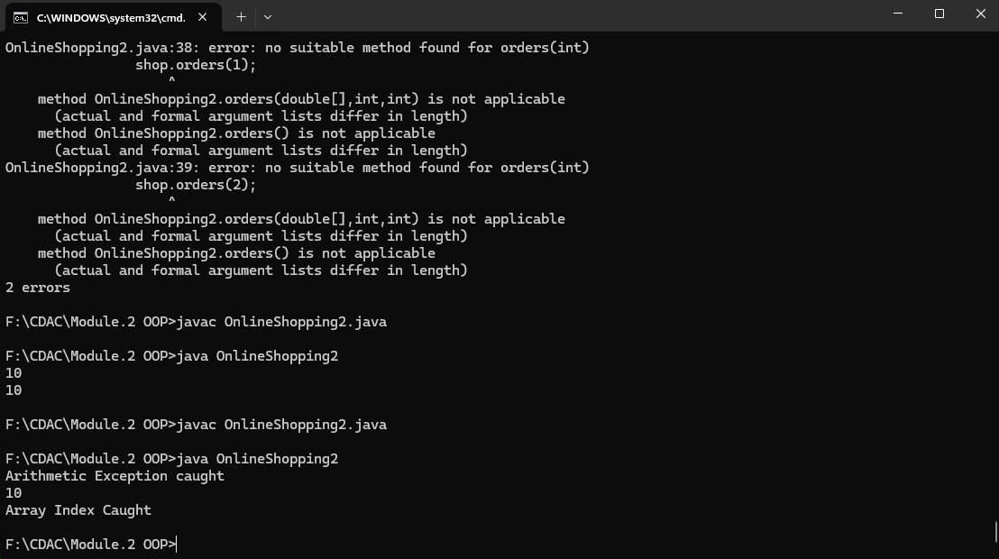 C:\WINDOWS\system32\cmd.
OnlineShopping2.java:38: error: no suitable method found for orders(int)
                shop.orders(1);
                    ^
    method OnlineShopping2.orders(double[],int,int) is not applicable
      (actual and formal argument lists differ in length)
    method OnlineShopping2.orders() is not applicable
      (actual and formal argument lists differ in length)
OnlineShopping2.java:39: error: no suitable method found for orders(int)
                shop.orders(2);
                    ^
    method OnlineShopping2.orders(double[],int,int) is not applicable
      (actual and formal argument lists differ in length)
    method OnlineShopping2.orders() is not applicable
      (actual and formal argument lists differ in length)
2 errors
F:\CDAC\Module.2 OOP>javac OnlineShopping2.java
F:\CDAC\Module.2 OOP>java OnlineShopping2
10
10
F:\CDAC\Module.2 OOP>javac OnlineShopping2.java
F:\CDAC\Module.2 OOP>java OnlineShopping2
Arithmetic Exception caught
10
Array Index Caught
F:\CDAC\Module.2 OOP>